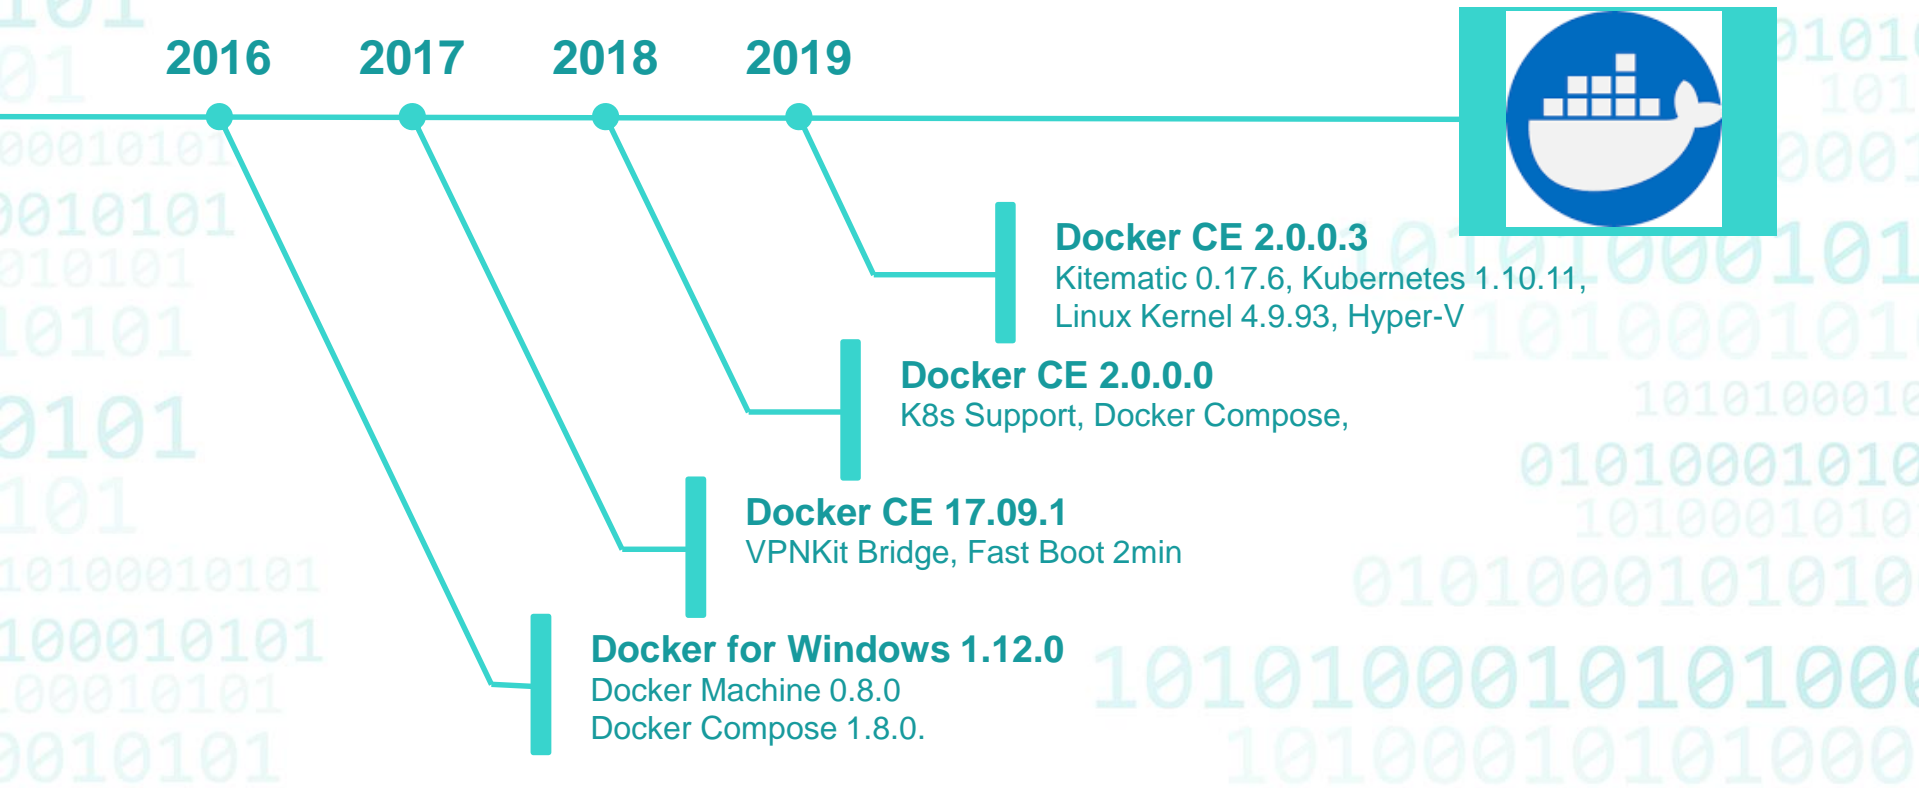 2016 2017 2018 2019
Docker CE 2.0.0.3
Kitematic 0.17.6, Kubernetes 1.10.11,
Linux Kernel 4.9.93, Hyper-V
Docker CE 2.0.0.0
K8s Support, Docker Compose,
Docker CE 17.09.1
VPNKit Bridge, Fast Boot 2min
Docker for Windows 1.12.0
Docker Machine 0.8.0
Docker Compose 1.8.0.